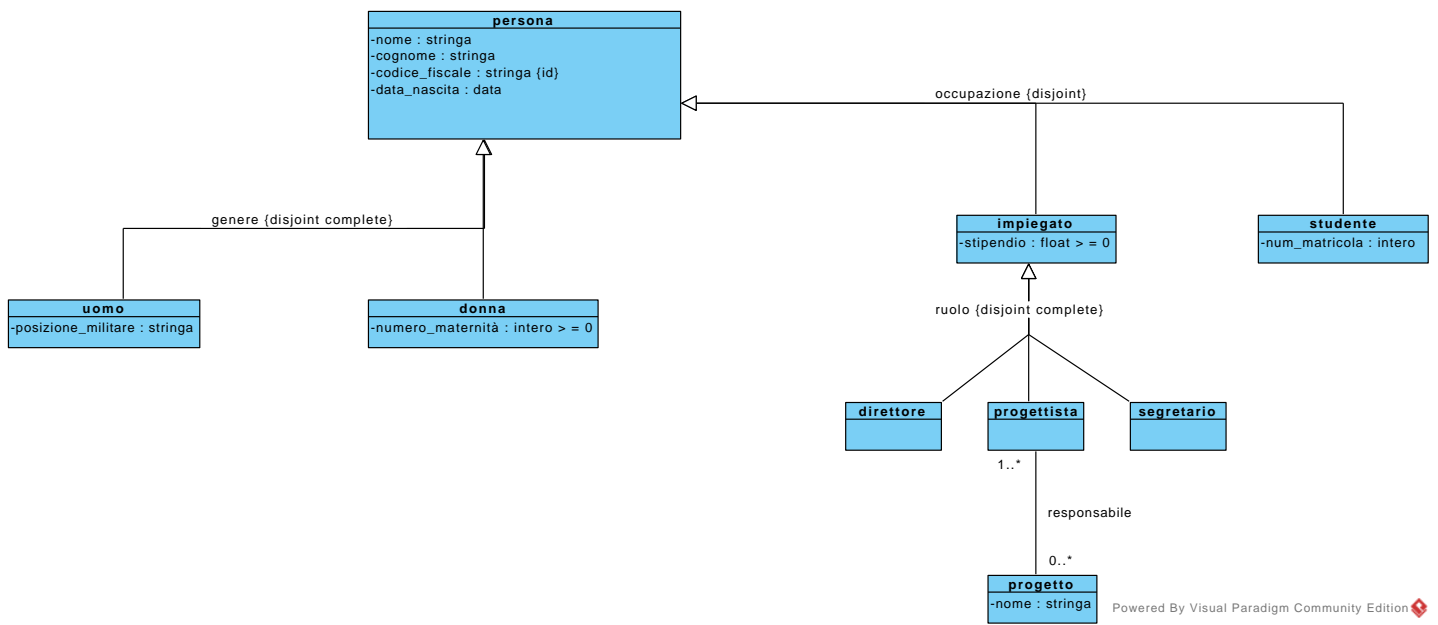 persona
-nome : stringa
-cognome : stringa
-codice_fiscale : stringa {id}
-data_nascita : data
occupazione {disjoint}
genere {disjoint complete}
impiegato
-stipendio : float > = 0
studente
-num_matricola : intero
uomo
-posizione_militare : stringa
donna
-numero_maternità : intero > = 0
ruolo {disjoint complete}
direttore
progettista
segretario
1..*
responsabile
0..*
progetto
-nome : stringa
Powered By Visual Paradigm Community Edition